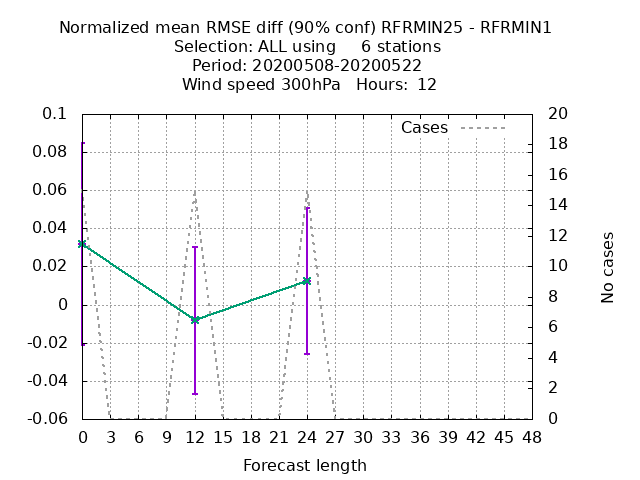 Normalized mean RMSE diff (90% conf) RFRMIN25 - RFRMIN1
Selection: ALL using     6 stations
Period: 20200508-20200522
Wind speed 300hPa   Hours:  12
0.1
0.08
0.06
0.04
0.02
0
-0.02
-0.04
-0.06
Cases
20
18
16
14
12
10
8
6
4
2
0
No cases
0 3 6 9 12 15 18 21 24 27 30 33 36 39 42 45 48
Forecast length